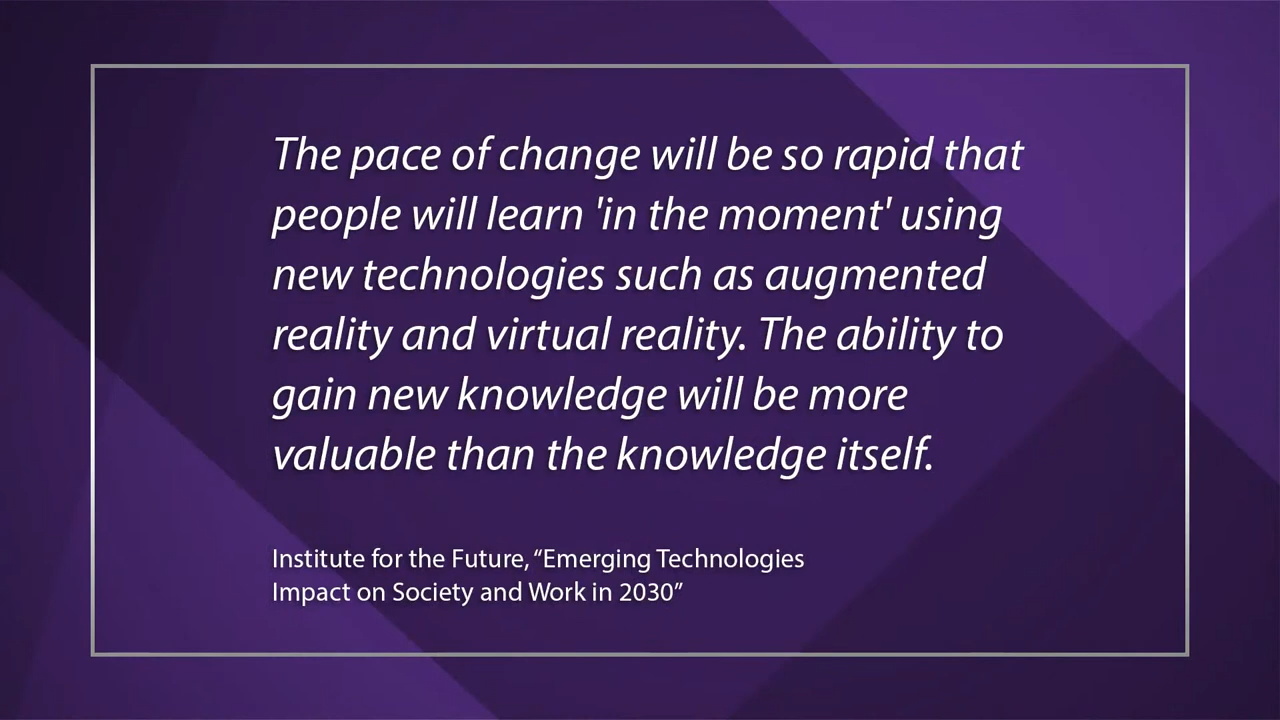 The pace of change will be so rapid that
people will learn 'in the moment' using
new technologies such as augmented
reality and virtual reality. The ability to
gain new knowledge will be more
valuable than the knowledge itself.
Institute for the Future, “Emerging Technologies
Impact on Society and Work in 2030”